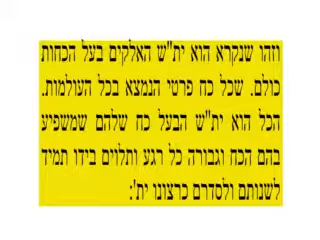 וזהו שנקרא הוא ית"ש האלקים בעל הכחות
כולם. שכל כח פרטי הנמצא בכל העולמות.
הכל הוא ית"ש הבעל כח שלהם שמשפיע
בהם הכח וגבורה כל רגע ותלוים בידו תמיד
לשנותם ולסדרם כרצונו ית':